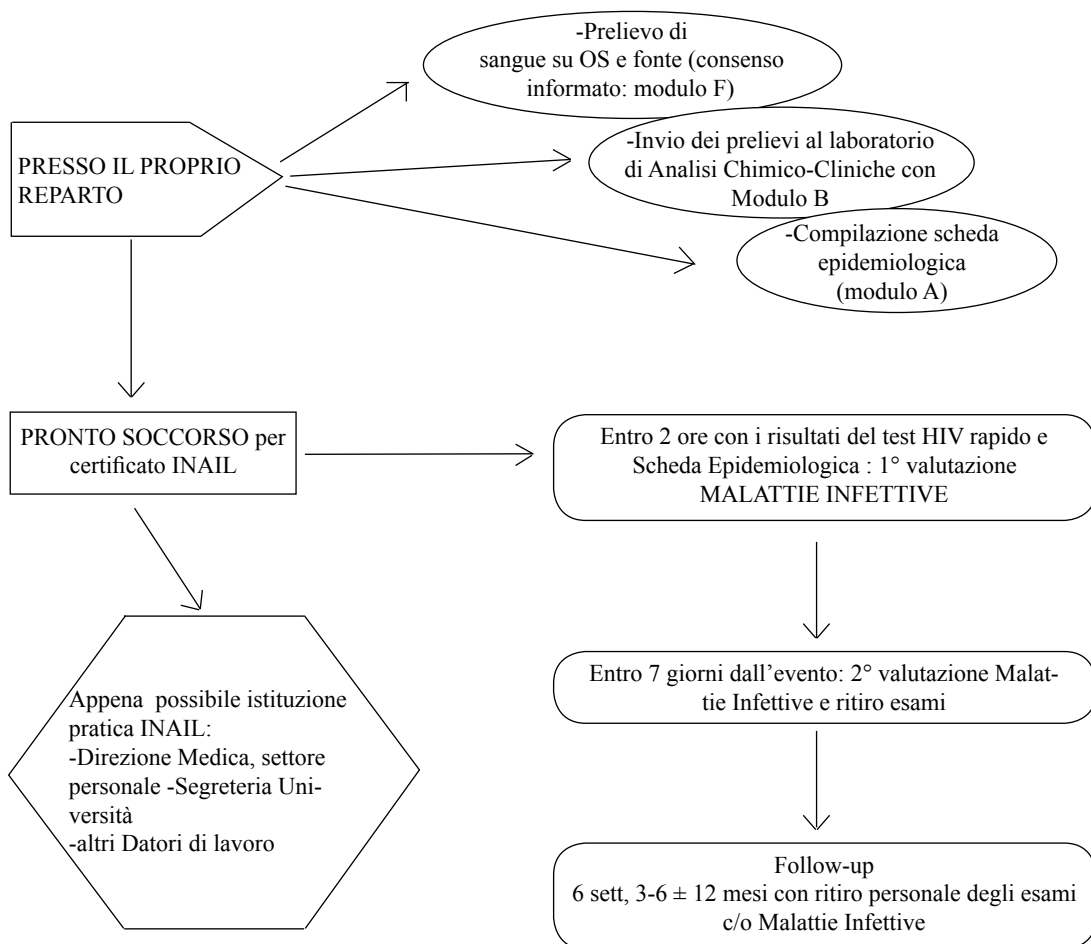 -Prelievo di
sangue su OS e fonte (consenso
informato: modulo F)
PRESSO IL PROPRIO
REPARTO
-Invio dei prelievi al laboratorio
di Analisi Chimico-Cliniche con
Modulo B
-Compilazione scheda
epidemiologica
(modulo A)
PRONTO SOCCORSO per
certificato INAIL
Entro 2 ore con i risultati del test HIV rapido e
Scheda Epidemiologica : 1° valutazione
MALATTIE INFETTIVE
Appena possibile istituzione
pratica INAIL:
-Direzione Medica, settore
personale -Segreteria Uni-
versità
-altri Datori di lavoro
Entro 7 giorni dall’evento: 2° valutazione Malat-
tie Infettive e ritiro esami
Follow-up
6 sett, 3-6 ± 12 mesi con ritiro personale degli esami
c/o Malattie Infettive